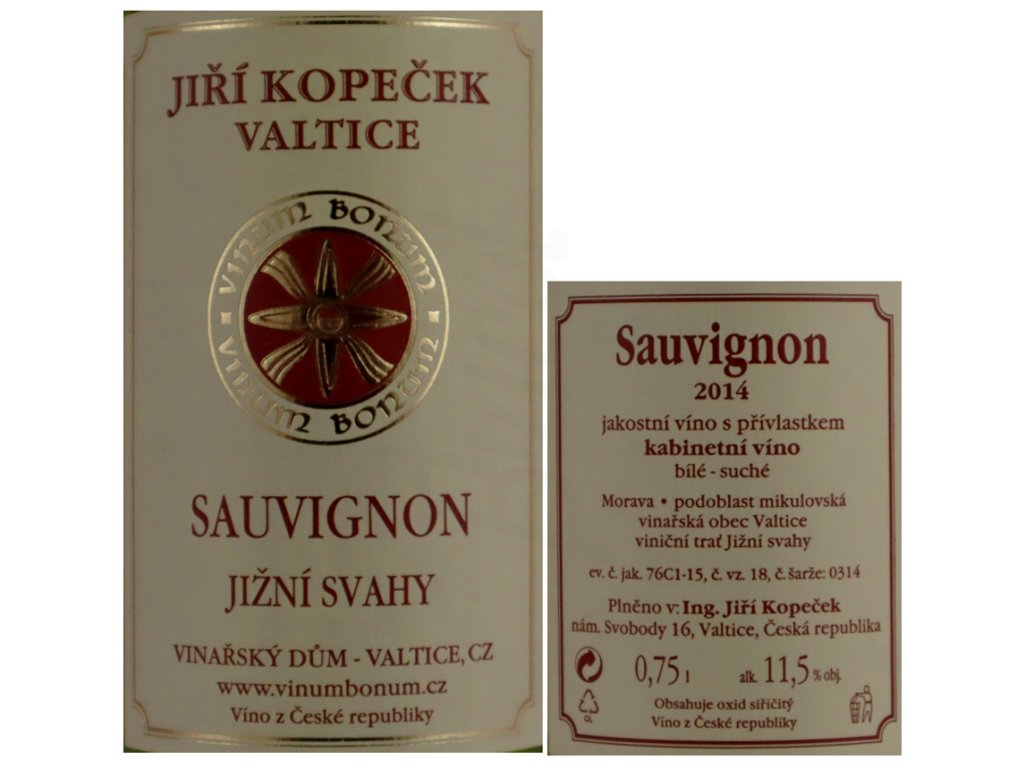 JIŘÍ KOPEČEK
VALTICE
VINUM BONUM
VINUM BONUM
SAUVIGNON
JIŽNÍ SVAHY
VINAŘSKÝ DŮM - VALTICE, CZ
www.vinumbonum.cz
Víno z České republiky
Sauvignon
2014
jakostní víno s přívlastkem
kabinetní víno
bílé - suché
Morava • podoblast mikulovská
vinařská obec Valtice
viniční trať Jižní svahy
ev. č. jak. 76C1-15, č. vz. 18, č. šarže: 0314
Plněno v: Ing. Jiří Kopeček
nám. Svobody 16, Valtice, Česká republika
0,75 l alk. 11,5 % obj.
GL
Obsahuje oxid siřičitý
Víno z České republiky